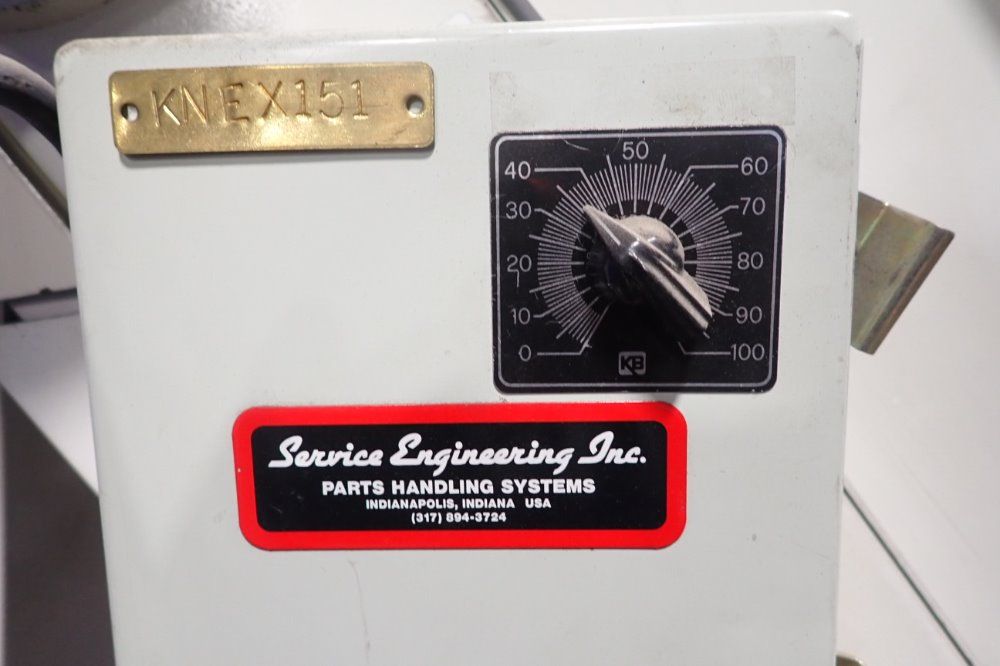 KNEX151
50
40
60
30
70
20
80
10
90
0
100
KB
Service Engineering Inc.
PARTS HANDLING SYSTEMS
INDIANAPOLIS, INDIANA USA
(317) 894-3724